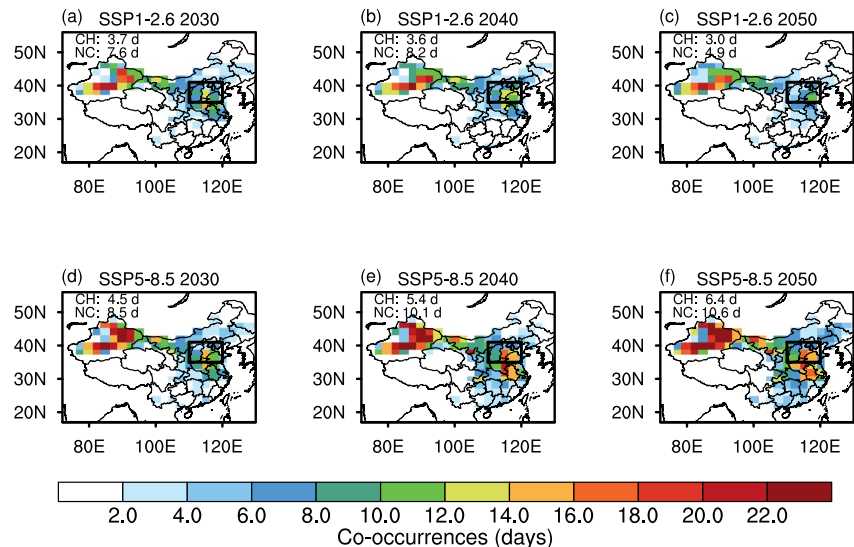 (a) SSP1-2.6 2030 (b) SSP1-2.6 2040 (c) SSP1-2.6 2050
CH: 3.7 d CH: 3.6 d CH: 3.0 d
NC: 7.6 d NC: 8.2 d NC: 4.9 d
50N 50N 50N
40N 40N 40N
30N 30N 30N
20N 20N 20N
80E 100E 120E 80E 100E 120E 80E 100E 120E
(d) SSP5-8.5 2030 (e) SSP5-8.5 2040 (f) SSP5-8.5 2050
CH: 4.5 d CH: 5.4 d CH: 6.4 d
NC: 8.5 d NC: 10.1 d NC: 10.6 d
50N 50N 50N
40N 40N 40N
30N 30N 30N
20N 20N 20N
80E 100E 120E 80E 100E 120E 80E 100E 120E
2.0 4.0 6.0 8.0 10.0 12.0 14.0 16.0 18.0 20.0 22.0
Co-occurrences (days)